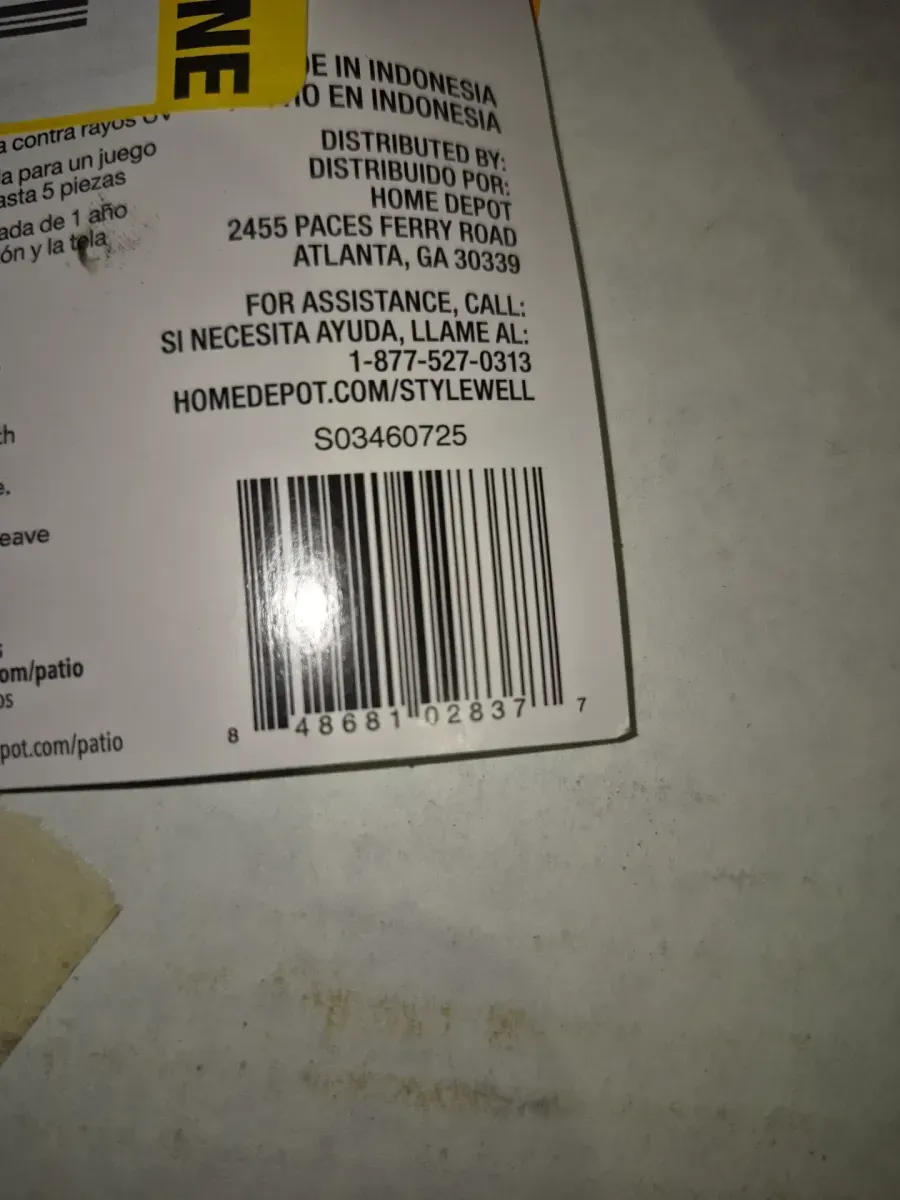 NE
E IN INDONESIA
O EN INDONESIA
contra rayos UV
a para un juego
asta 5 piezas
ada de 1 año
ón y la tela
DISTRIBUTED BY:
DISTRIBUIDO POR:
HOME DEPOT
2455 PACES FERRY ROAD
ATLANTA, GA 30339
FOR ASSISTANCE, CALL:
SI NECESITA AYUDA, LLAME AL:
1-877-527-0313
HOMEDEPOT.COM/STYLEWELL
S03460725
ch
e.
eave
s
om/patio
os
pot.com/patio
8 48681 02837 7